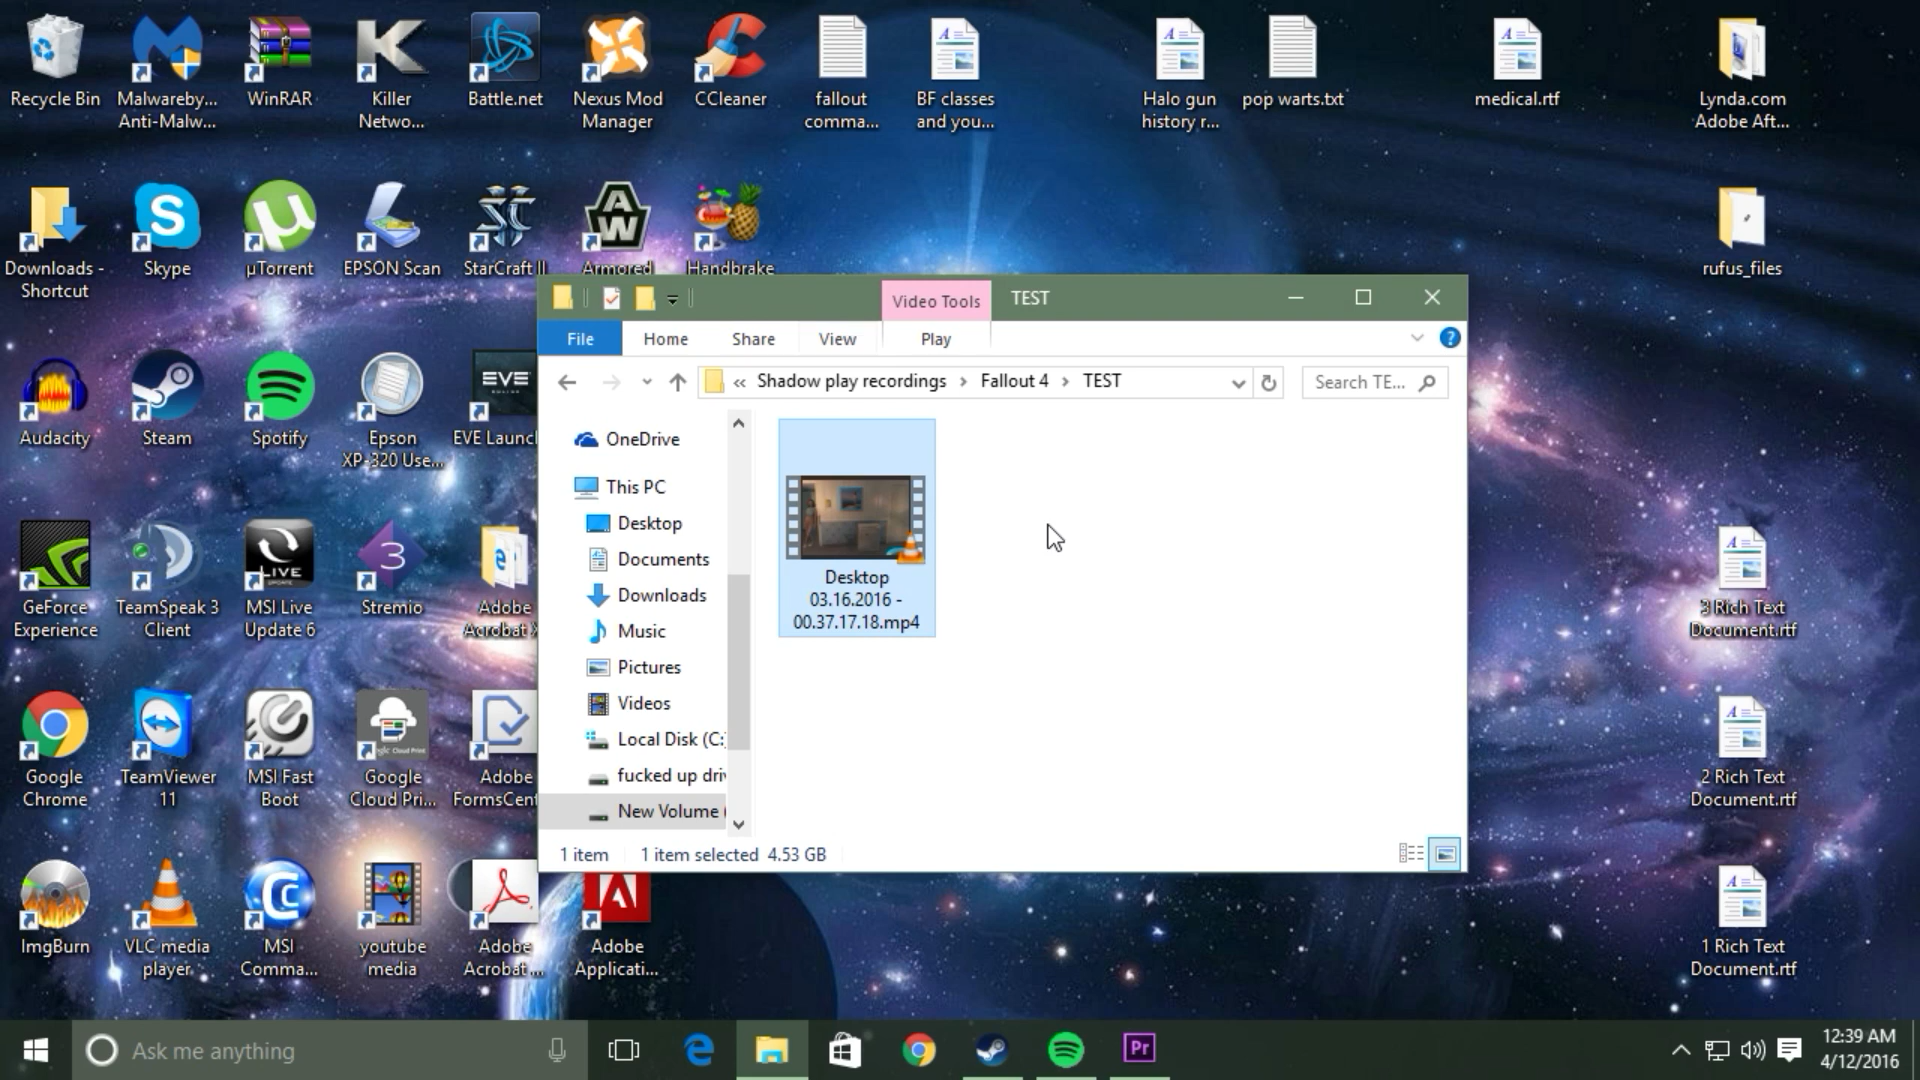 Recycle Bin
Malwareby...
Anti-Malw...
WinRAR
Killer
Netwo...
Battle.net
Nexus Mod
Manager
CCleaner
fallout
comma...
BF classes
and you...
Halo gun
history r...
pop warts.txt
medical.rtf
Lynda.com
Adobe Aft...
Downloads -
Shortcut
Skype
µTorrent
EPSON Scan
StarCraft II
Armored
Handbrake
rufus_files
Audacity
Steam
Spotify
Epson
XP-320 Use...
EVE
EVE Launc
GeForce
Experience
TeamSpeak 3
Client
LIVE
MSI Live
Update 6
3
Stremio
Adobe
Acrobat X
Google
Chrome
TeamViewer
11
MSI Fast
Boot
Google
Cloud Pri...
Adobe
FormsCent
ImgBurn
VLC media
player
MSI
Comma...
youtube
media
Adobe
Acrobat ...
Adobe
Applicati...
3 Rich Text
Document.rtf
2 Rich Text
Document.rtf
1 Rich Text
Document.rtf
Video Tools
TEST
File
Home
Share
View
Play
« Shadow play recordings > Fallout 4 > TEST
Search TE...
OneDrive
This PC
Desktop
Documents
Downloads
Music
Pictures
Videos
Local Disk (C:
fucked up driv
New Volume (
Desktop
03.16.2016 -
00.37.17.18.mp4
1 item
1 item selected 4.53 GB
Ask me anything
Pr
12:39 AM
4/12/2016